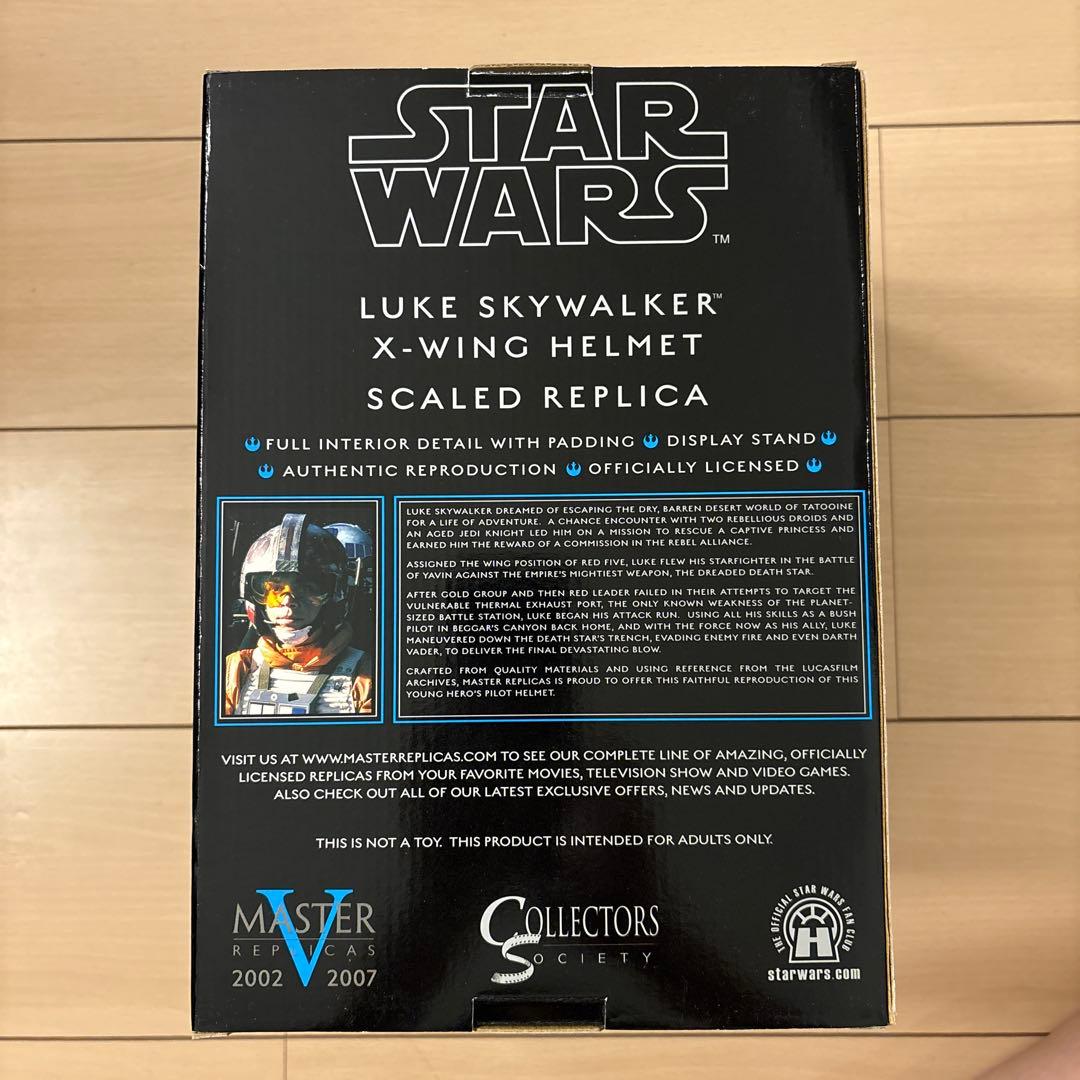 STAR
WARS
TM
LUKE SKYWALKER™
X-WING HELMET
SCALED REPLICA
FULL INTERIOR DETAIL WITH PADDING DISPLAY STAND
AUTHENTIC REPRODUCTION OFFICIALLY LICENSED
LUKE SKYWALKER DREAMED OF ESCAPING THE DRY, BARREN DESERT WORLD OF TATOOINE
FOR A LIFE OF ADVENTURE. A CHANCE ENCOUNTER WITH TWO REBELLIOUS DROIDS AND
AN AGED JEDI KNIGHT LED HIM ON A MISSION TO RESCUE A CAPTIVE PRINCESS AND
EARNED HIM THE REWARD OF A COMMISSION IN THE REBEL ALLIANCE.
ASSIGNED THE WING POSITION OF RED FIVE, LUKE FLEW HIS STARFIGHTER IN THE BATTLE
OF YAVIN AGAINST THE EMPIRE'S MIGHTIEST WEAPON, THE DREADED DEATH STAR.
AFTER GOLD GROUP AND THEN RED LEADER FAILED IN THEIR ATTEMPTS TO TARGET THE
VULNERABLE THERMAL EXHAUST PORT, THE ONLY KNOWN WEAKNESS OF THE PLANET-
SIZED BATTLE STATION, LUKE BEGAN HIS ATTACK RUN. USING ALL HIS SKILLS AS A BUSH
PILOT IN BEGGAR'S CANYON BACK HOME, AND WITH THE FORCE NOW AS HIS ALLY, LUKE
MANEUVERED DOWN THE DEATH STAR'S TRENCH, EVADING ENEMY FIRE AND EVEN DARTH
VADER, TO DELIVER THE FINAL DEVASTATING BLOW.
CRAFTED FROM QUALITY MATERIALS AND USING REFERENCE FROM THE LUCASFILM
ARCHIVES, MASTER REPLICAS IS PROUD TO OFFER THIS FAITHFUL REPRODUCTION OF THIS
YOUNG HERO'S PILOT HELMET.
VISIT US AT WWW.MASTERREPLICAS.COM TO SEE OUR COMPLETE LINE OF AMAZING, OFFICIALLY
LICENSED REPLICAS FROM YOUR FAVORITE MOVIES, TELEVISION SHOW AND VIDEO GAMES.
ALSO CHECK OUT ALL OF OUR LATEST EXCLUSIVE OFFERS, NEWS AND UPDATES.
THIS IS NOT A TOY. THIS PRODUCT IS INTENDED FOR ADULTS ONLY.
MASTER
REPLICAS
V
2002 2007
COLLECTORS
SOCIETY
THE OFFICIAL STAR WARS FAN CLUB
H
starwars.com